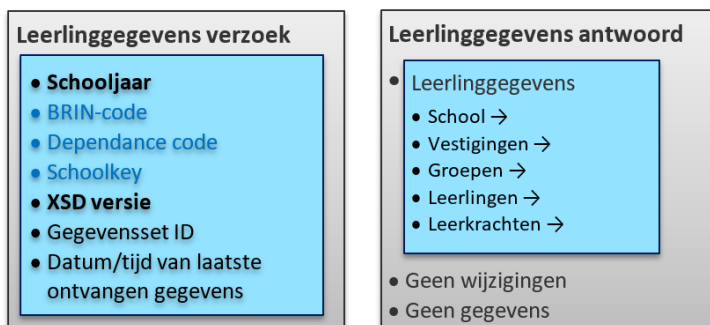 Leerlinggegevens verzoek
• Schooljaar
• BRIN-code
• Dependance code
• Schoolkey
• XSD versie
• Gegevensset ID
• Datum/tijd van laatste
ontvangen gegevens
Leerlinggegevens antwoord
• Leerlinggegevens
• School →
• Vestigingen →
• Groepen →
• Leerlingen →
• Leerkrachten →
• Geen wijzigingen
• Geen gegevens